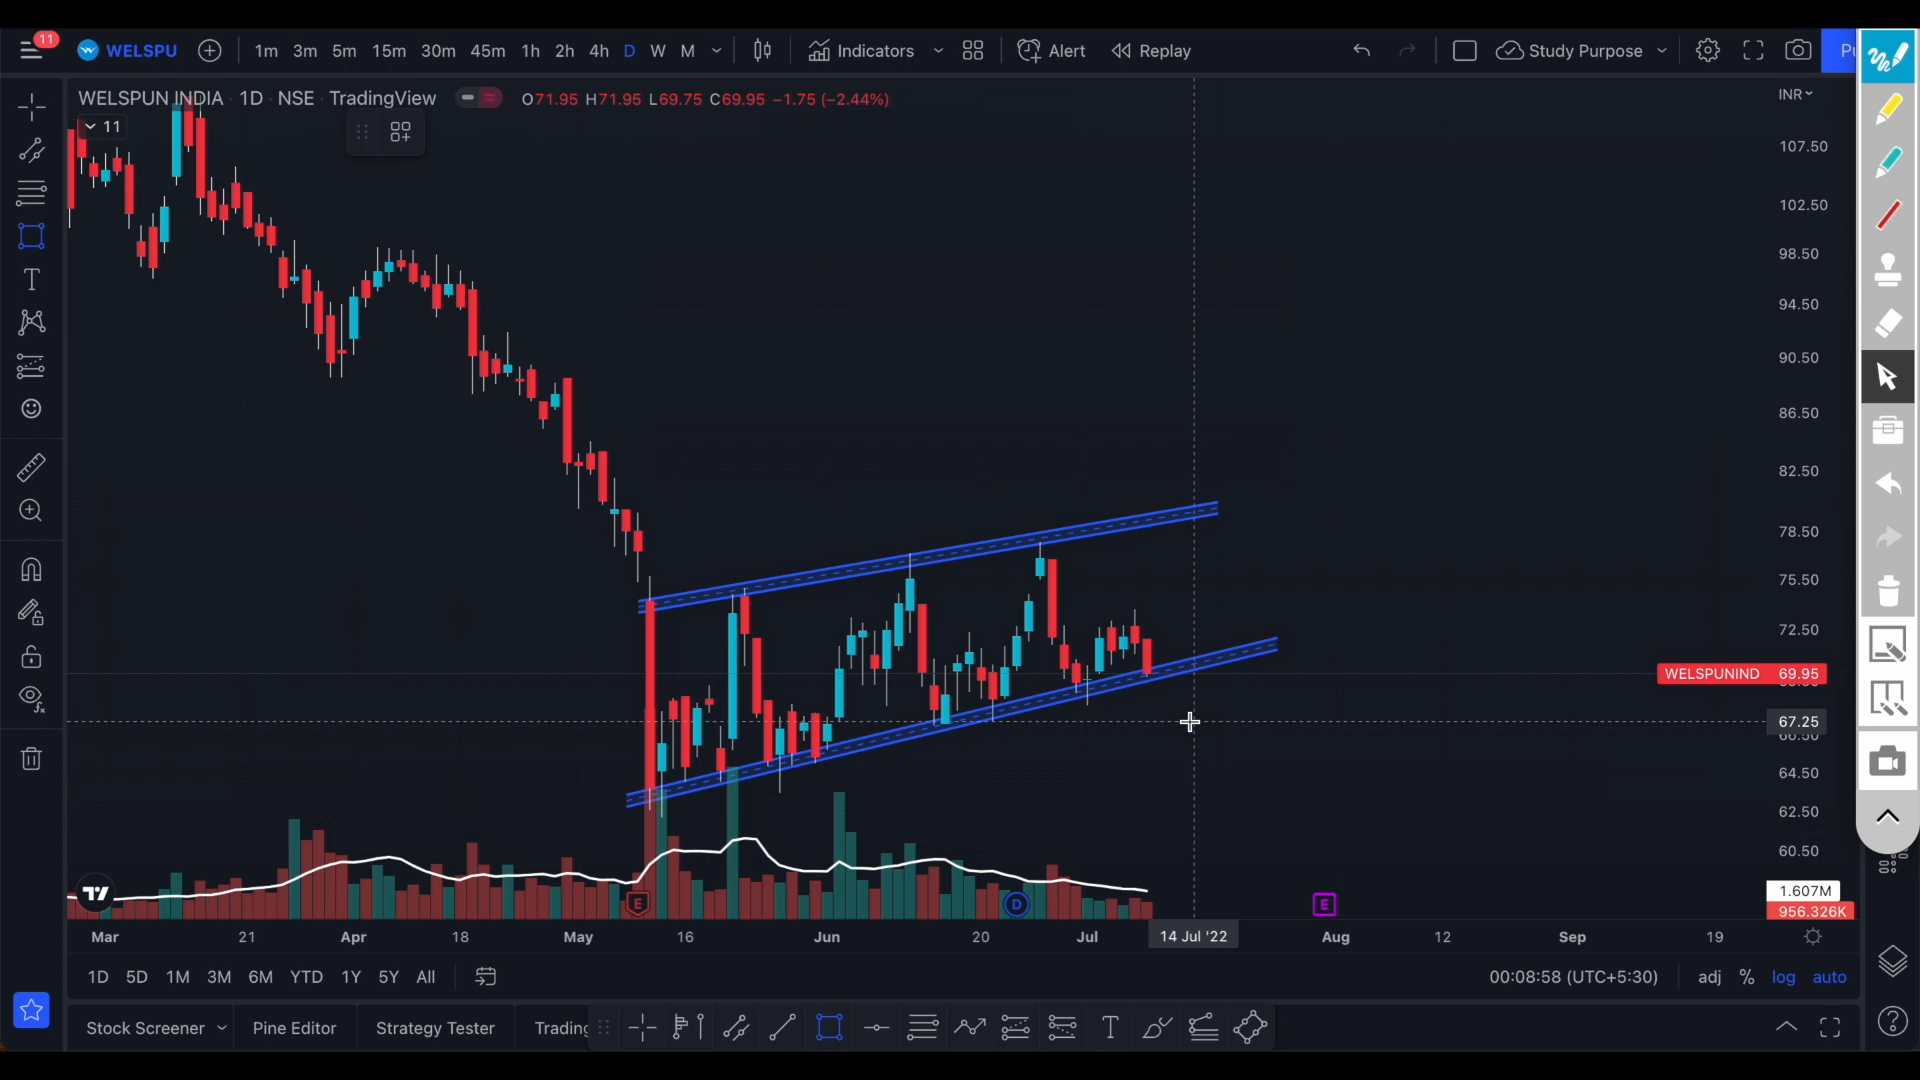 11
WELSPU 1m 3m 5m 15m 30m 45m 1h 2h 4h D W M Indicators Alert Replay Study Purpose
WELSPUN INDIA · 1D · NSE · TradingView O71.95 H71.95 L69.75 C69.95 −1.75 (−2.44%)
11
INR
107.50
102.50
98.50
94.50
90.50
86.50
82.50
78.50
75.50
72.50
WELSPUNIND 69.95
67.25
66.50
64.50
62.50
60.50
1.607M
956.326K
E D E
Mar 21 Apr 18 May 16 Jun 20 Jul 14 Jul '22 Aug 12 Sep 19
1D 5D 1M 3M 6M YTD 1Y 5Y All 00:08:58 (UTC+5:30) adj % log auto
Stock Screener Pine Editor Strategy Tester Trading